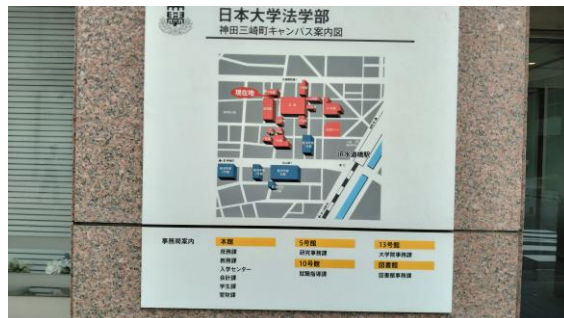 日本大学法学部
神田三崎町キャンパス案内図
現在地
JR水道橋駅
事務局案内
本館
庶務課
教務課
入学センター
会計課
学生課
管財課
5号館
研究事務課
10号館
就職指導課
13号館
大学院事務課
図書館
図書館事務課